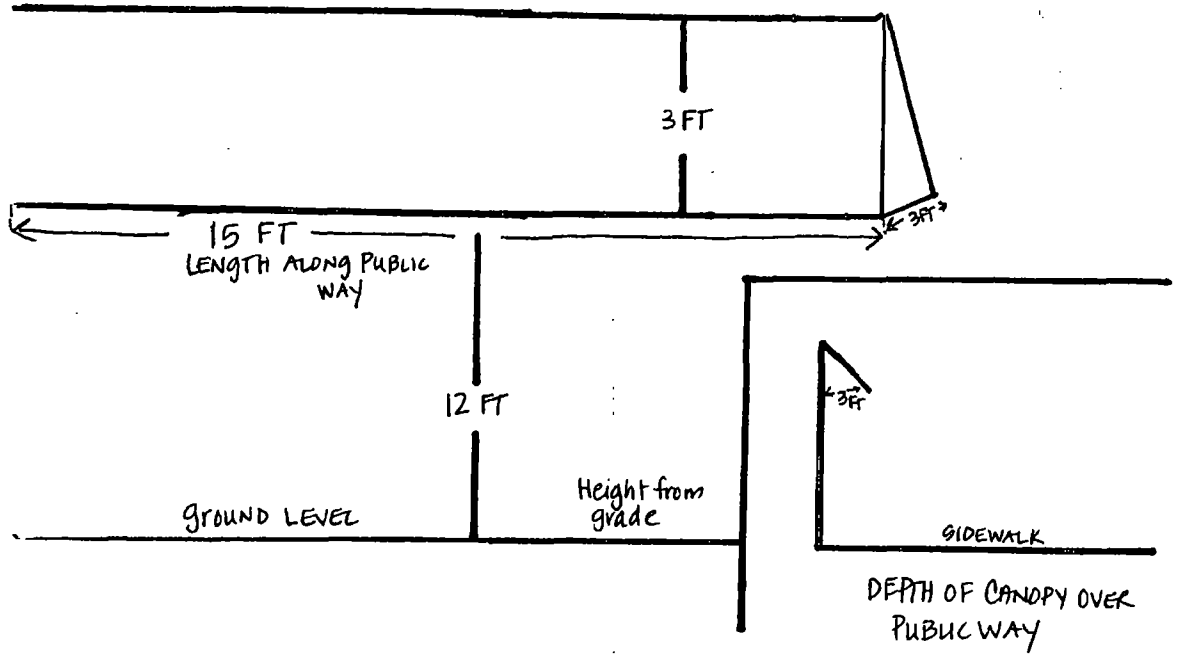 3 FT
3FT
15 FT
LENGTH ALONG PUBLIC
WAY
12 FT
3FT
Height from
grade
GROUND LEVEL
SIDEWALK
DEPTH OF CANOPY OVER
PUBLIC WAY